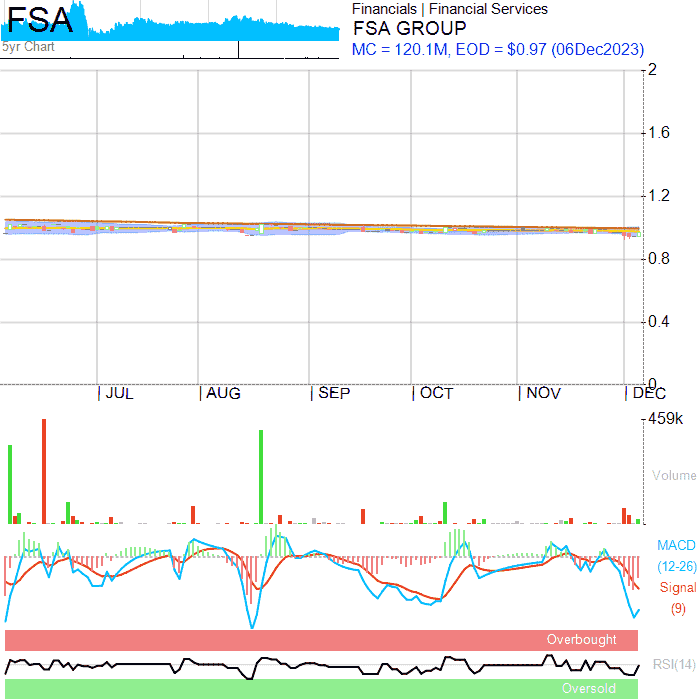 FSA
5yr Chart
Financials | Financial Services
FSA GROUP
MC = 120.1M, EOD = $0.97 (06Dec2023)
2
1.6
1.2
0.8
0.4
0
JUL
AUG
SEP
OCT
NOV
DEC
459k
Volume
MACD
(12-26)
Signal
(9)
Overbought
RSI(14)
Oversold